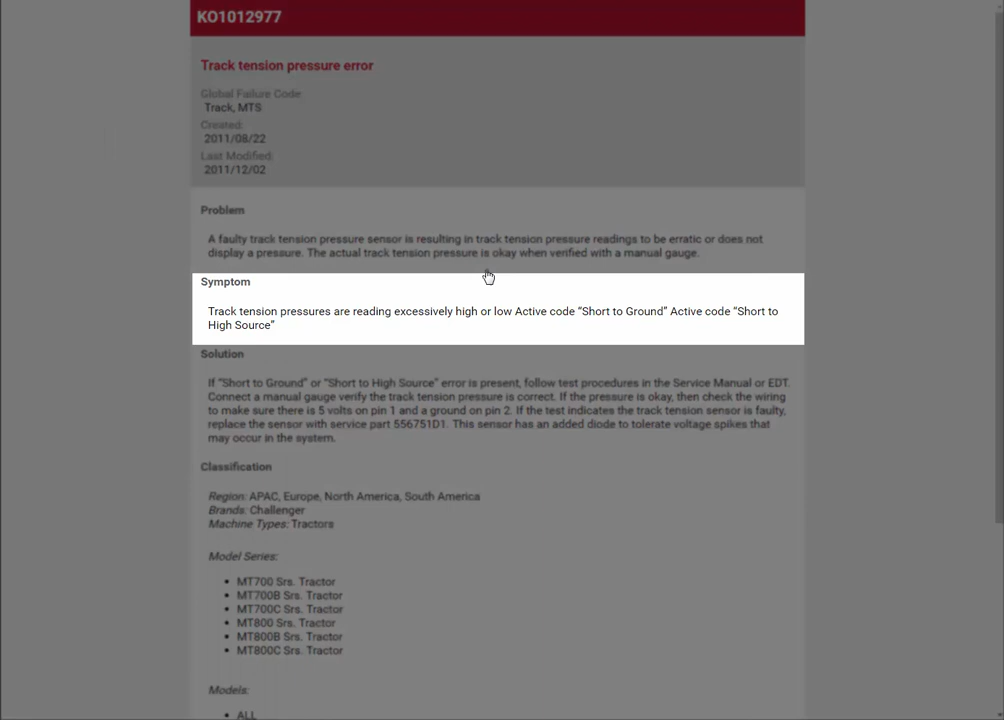 KO1012977
Track tension pressure error
Global Failure Code:
Track, MTS
Created:
2011/08/22
Last Modified:
2011/12/02
Problem
A faulty track tension pressure sensor is resulting in track tension pressure readings to be erratic or does not
display a pressure. The actual track tension pressure is okay when verified with a manual gauge.
Symptom
Track tension pressures are reading excessively high or low Active code “Short to Ground” Active code “Short to
High Source”
Solution
If “Short to Ground” or “Short to High Source” error is present, follow test procedures in the Service Manual or EDT.
Connect a manual gauge verify the track tension pressure is correct. If the pressure is okay, then check the wiring
to make sure there is 5 volts on pin 1 and a ground on pin 2. If the test indicates the track tension sensor is faulty,
replace the sensor with service part 556751D1. This sensor has an added diode to tolerate voltage spikes that
may occur in the system.
Classification
Region: APAC, Europe, North America, South America
Brands: Challenger
Machine Types: Tractors
Model Series:
• MT700 Srs. Tractor
• MT700B Srs. Tractor
• MT700C Srs. Tractor
• MT800 Srs. Tractor
• MT800B Srs. Tractor
• MT800C Srs. Tractor
Models:
• ALL